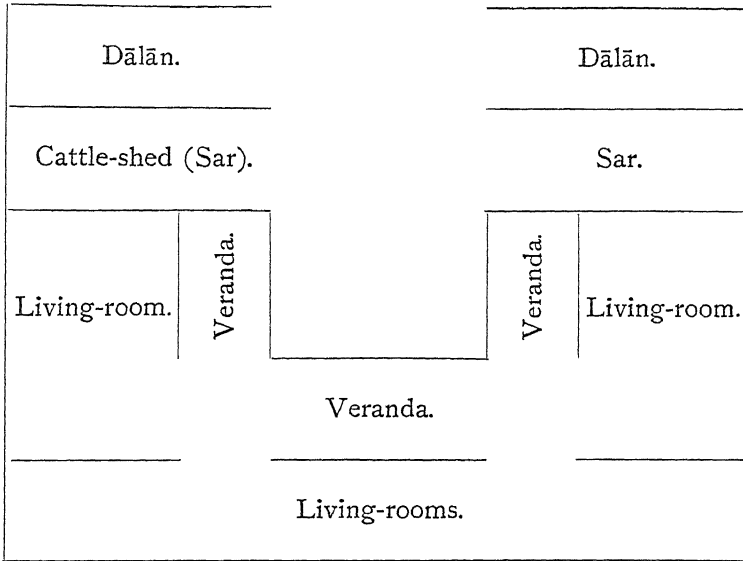 Dālān.
Dālān.
Cattle-shed (Sar).
Sar.
Living-room.
Veranda.
Veranda.
Living-room.
Veranda.
Living-rooms.